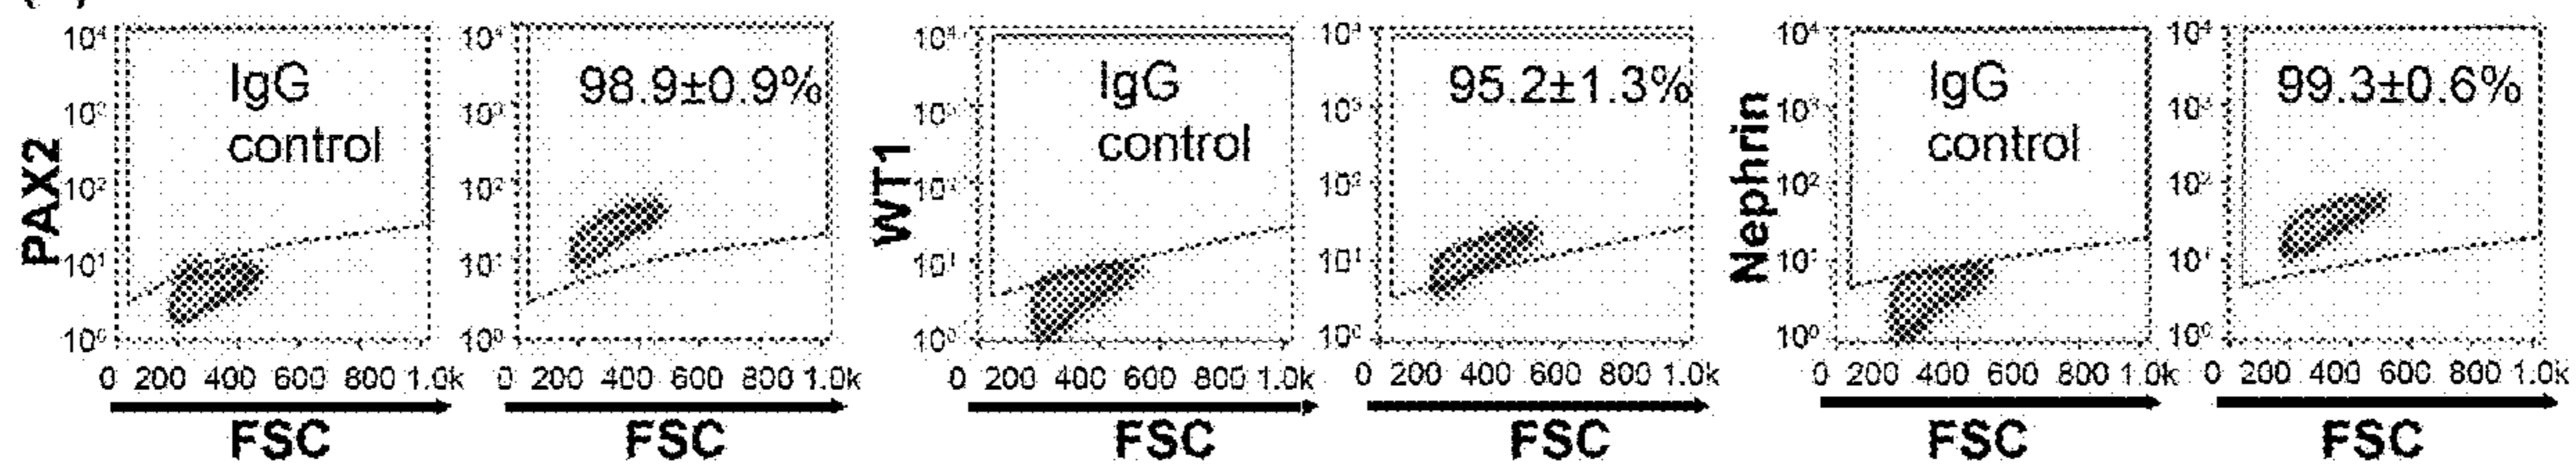 10⁴ 10⁴ 10⁴ 10⁴ 10⁴ 10⁴
IgG 98.9±0.9% IgG 95.2±1.3% IgG 99.3±0.6%
control control control
10³ 10³ 10³ 10³ 10³ 10³
PAX2 WT1 Nephrin
10² 10² 10² 10² 10² 10²
10¹ 10¹ 10¹ 10¹ 10¹ 10¹
10⁰ 10⁰ 10⁰ 10⁰ 10⁰ 10⁰
0 200 400 600 800 1.0k 0 200 400 600 800 1.0k 0 200 400 600 800 1.0k 0 200 400 600 800 1.0k 0 200 400 600 800 1.0k 0 200 400 600 800 1.0k
FSC FSC FSC FSC FSC FSC